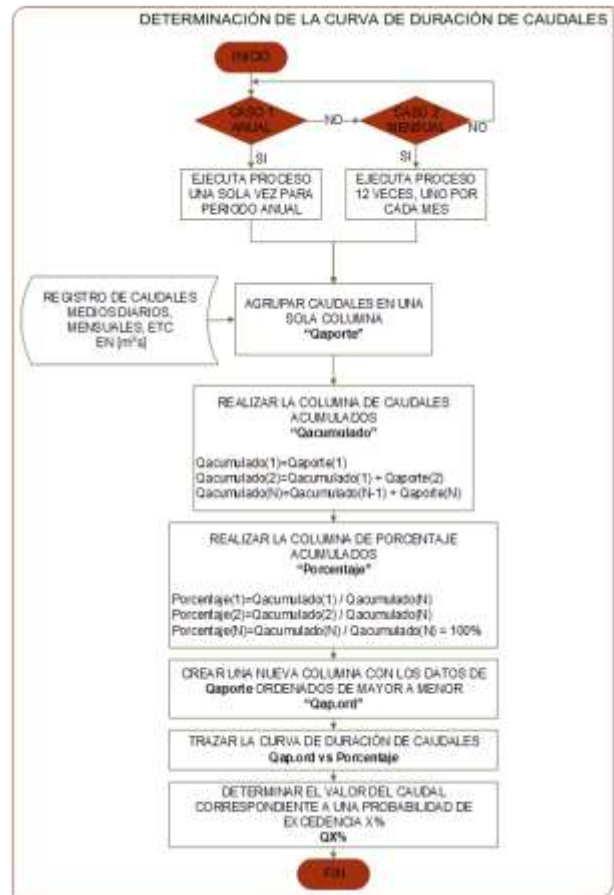 DETERMINACIÓN DE LA CURVA DE DURACIÓN DE CAUDALES
INICIO
CASO 1
ANUAL
NO
CASO 2
MENSUAL
NO
SI
SI
EJECUTA PROCESO
UNA SOLA VEZ PARA
PERIODO ANUAL
EJECUTA PROCESO
12 VECES, UNO POR
CADA MES
REGISTRO DE CAUDALES
MEDIOS DIARIOS,
MENSUALES, ETC
EN [m³s]
AGRUPAR CAUDALES EN UNA
SOLA COLUMNA
"Qaporte"
REALIZAR LA COLUMNA DE CAUDALES
ACUMULADOS
"Qacumulado"
Qacumulado(1)=Qaporte(1)
Qacumulado(2)=Qacumulado(1) + Qaporte(2)
Qacumulado(N)=Qacumulado(N-1) + Qaporte(N)
REALIZAR LA COLUMNA DE PORCENTAJE
ACUMULADOS
"Porcentaje"
Porcentaje(1)=Qacumulado(1) / Qacumulado(N)
Porcentaje(2)=Qacumulado(2) / Qacumulado(N)
Porcentaje(N)=Qacumulado(N) / Qacumulado(N) = 100%
CREAR UNA NUEVA COLUMNA CON LOS DATOS DE
Qaporte ORDENADOS DE MAYOR A MENOR
"Qap.ord"
TRAZAR LA CURVA DE DURACIÓN DE CAUDALES
Qap.ord vs Porcentaje
DETERMINAR EL VALOR DEL CAUDAL
CORRESPONDIENTE A UNA PROBABILIDAD DE
EXCEDENCIA X%
QX%
FIN